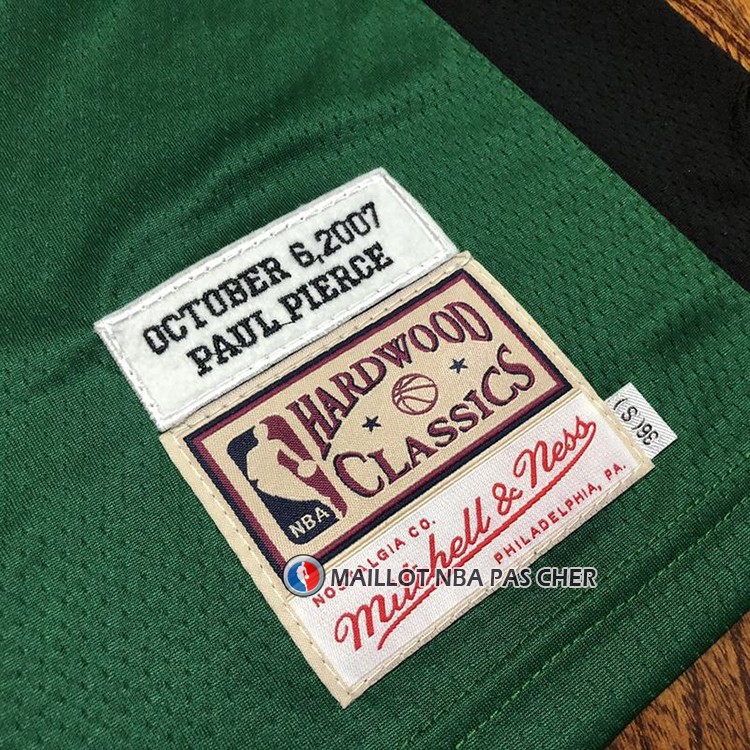 OCTOBER 6,2007
PAUL PIERCE
HARDWOOD
CLASSICS
NBA
36(S)
NOSTALGIA CO.
Mitchell & Ness
PHILADELPHIA, PA.
MAILLOT NBA PAS CHER